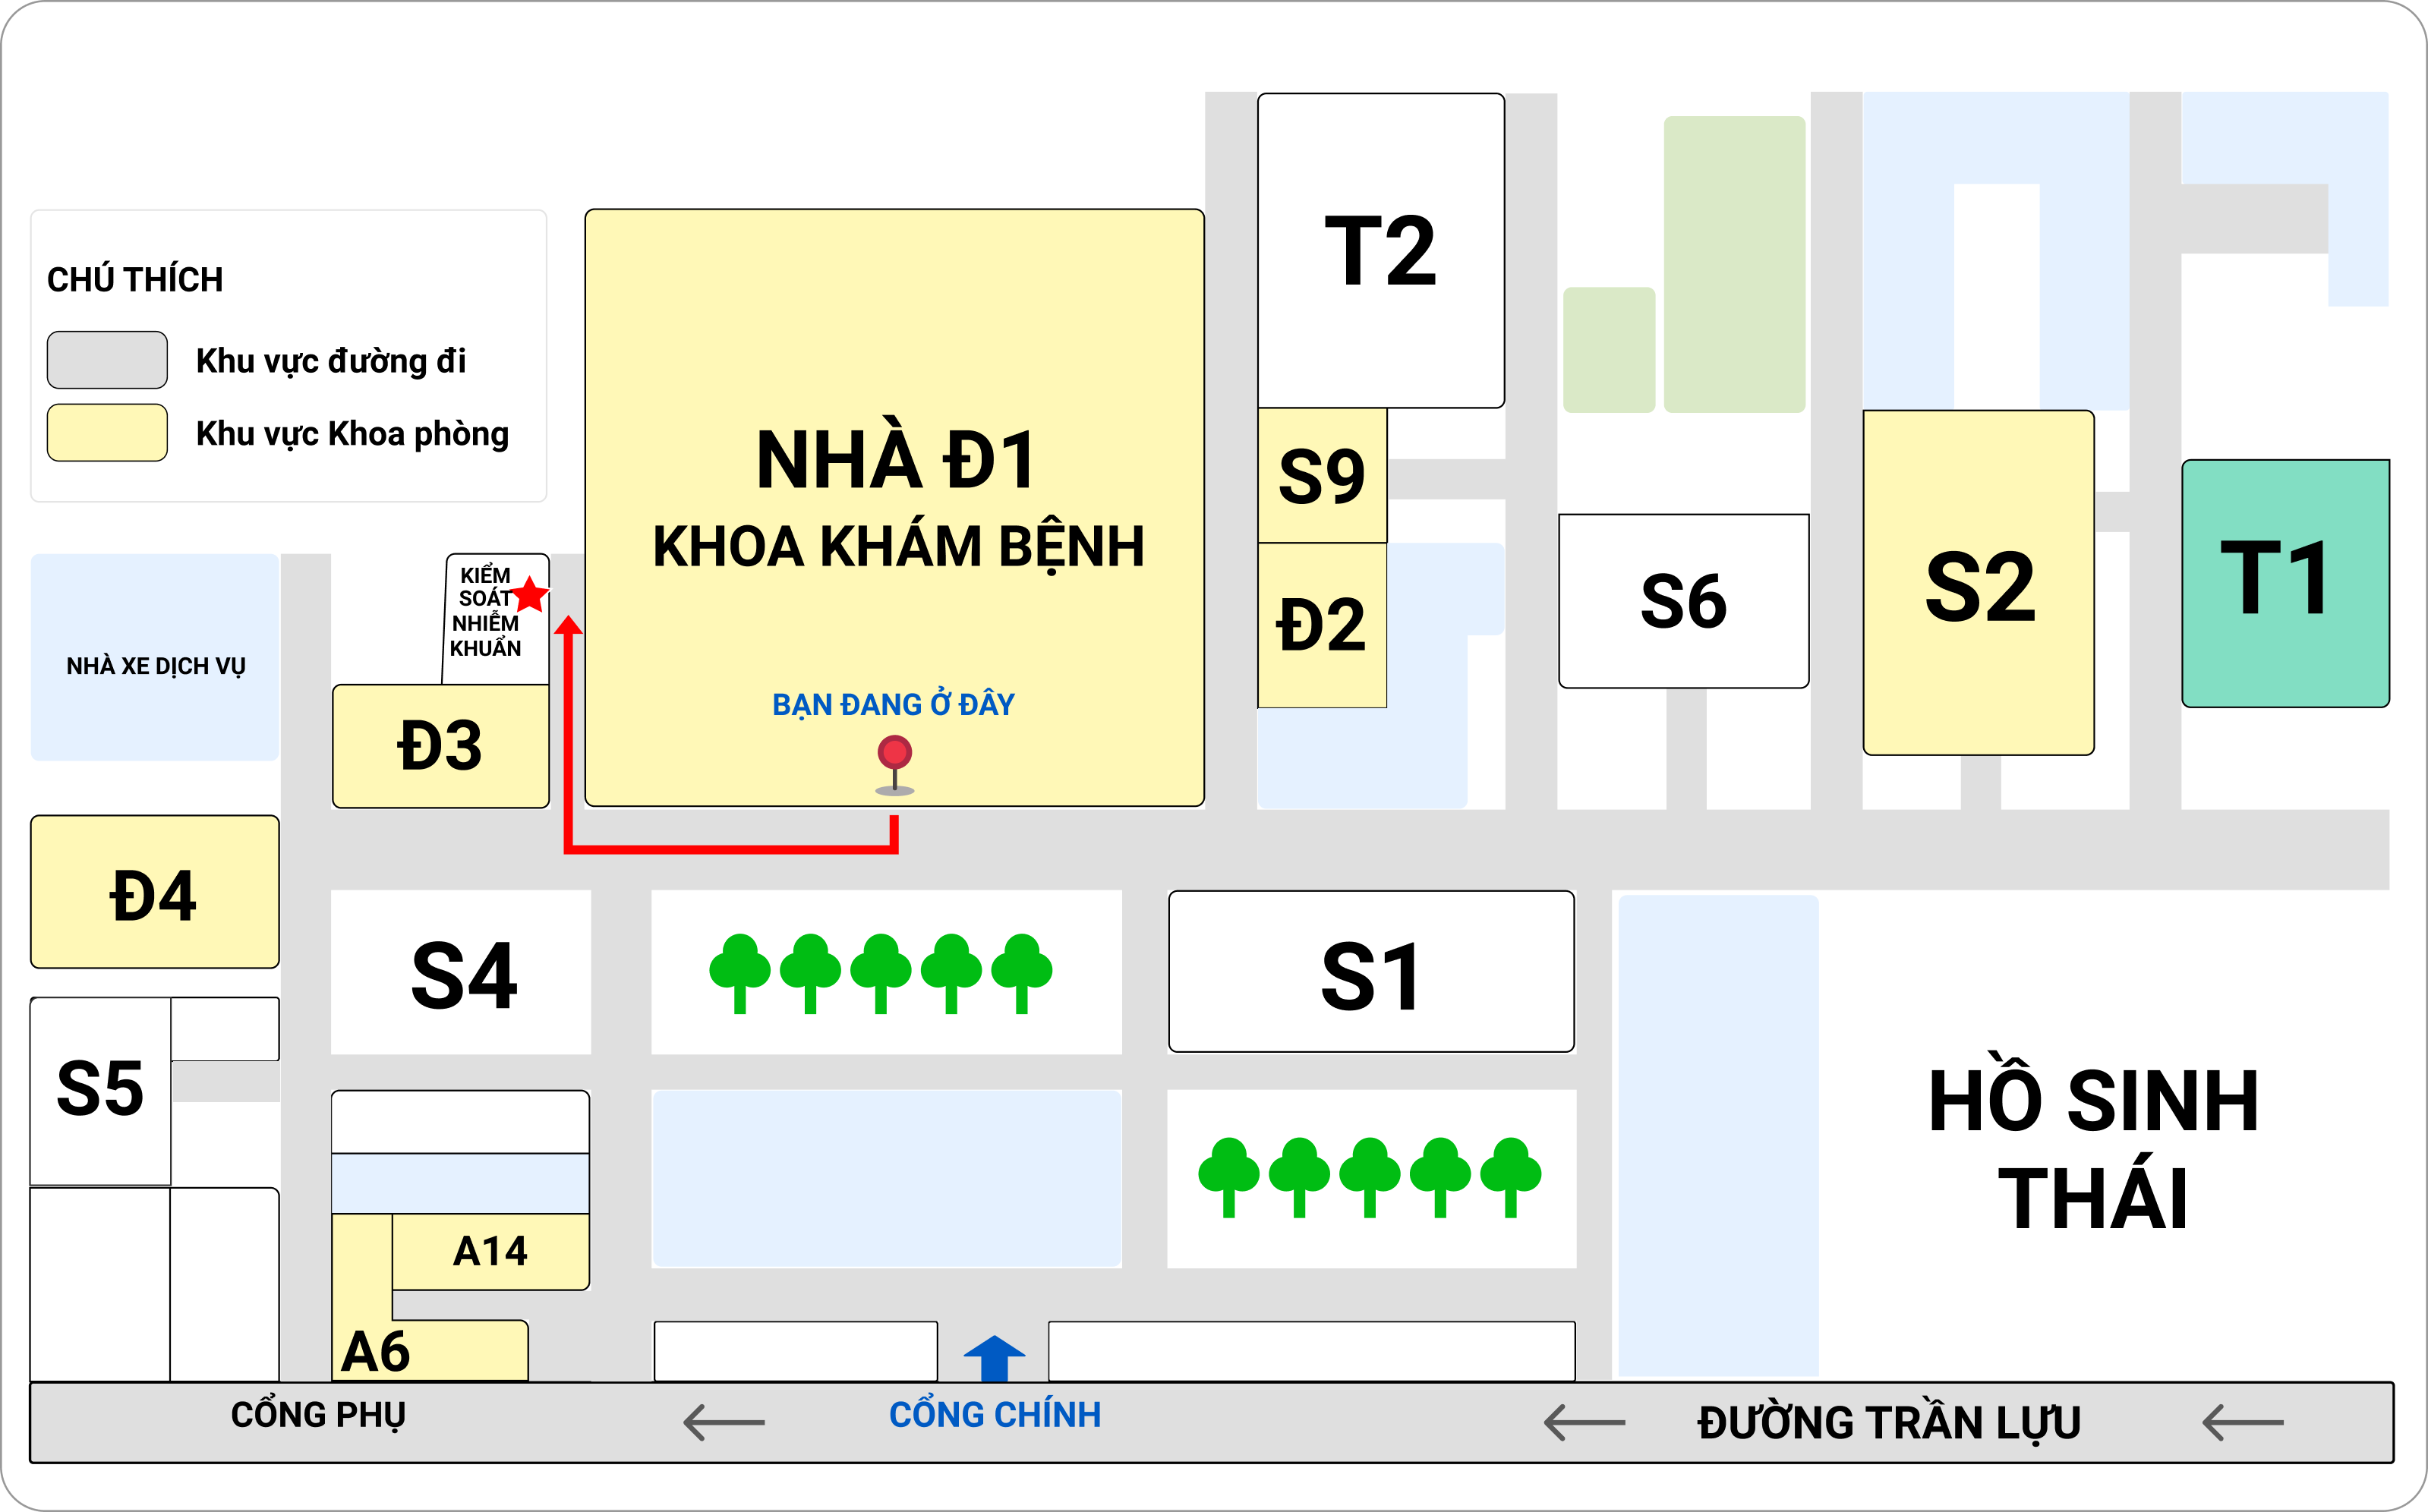 CHÚ THÍCH
Khu vực đường đi
Khu vực Khoa phòng
NHÀ Đ1
KHOA KHÁM BỆNH
BẠN ĐANG Ở ĐÂY
T2
S9
Đ2
S6
S2
T1
KIỂM
SOÁT
NHIỄM
KHUẨN
NHÀ XE DỊCH VỤ
Đ3
Đ4
S4
S1
S5
HỒ SINH
THÁI
A14
A6
CỔNG PHỤ
CỔNG CHÍNH
ĐƯỜNG TRẦN LỰU